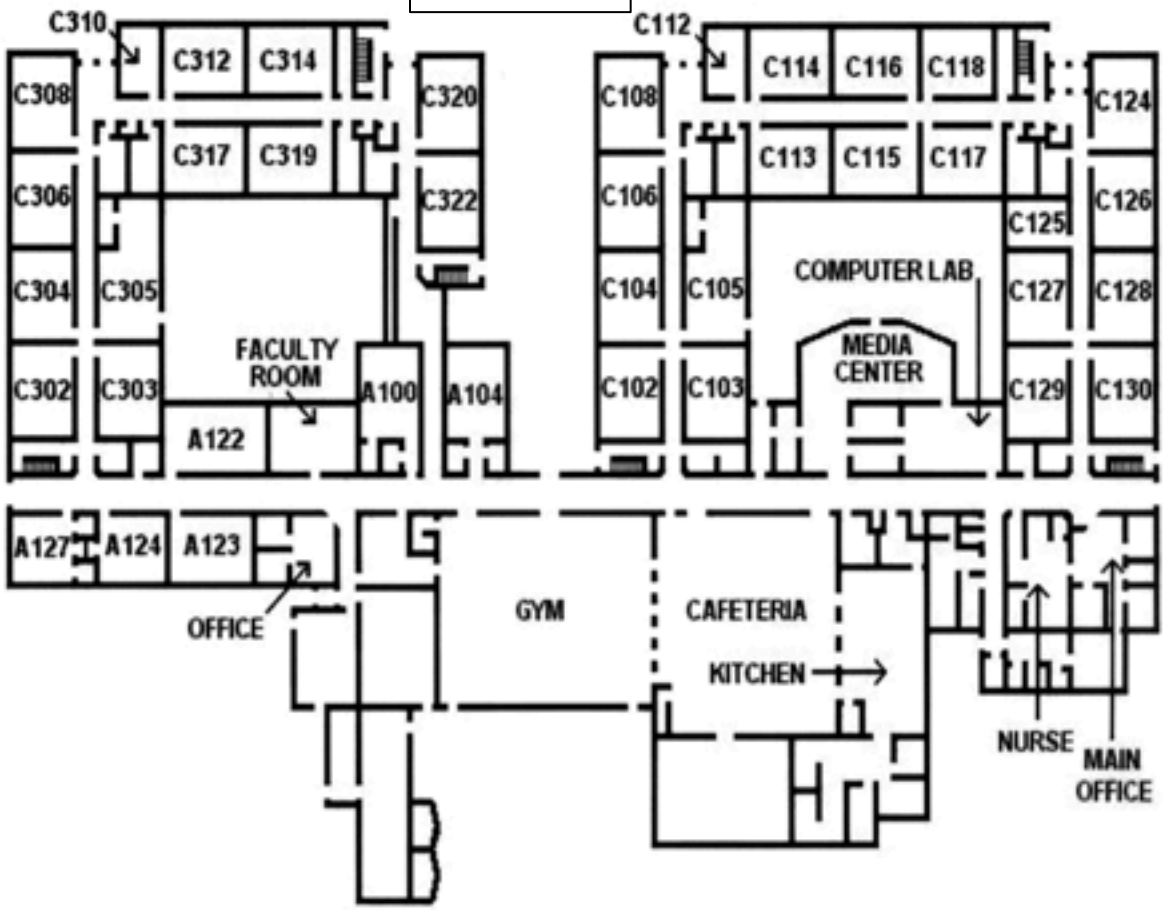 C310
C312
C314
C308
C320
C317
C319
C306
C322
C304
C305
FACULTY
ROOM
C302
C303
A100
A104
A122
C112
C114
C116
C118
C108
C124
C113
C115
C117
C106
C126
C125
COMPUTER LAB
C104
C105
C127
C128
MEDIA
CENTER
C102
C103
C129
C130
A127
A124
A123
OFFICE
GYM
CAFETERIA
KITCHEN
NURSE
MAIN
OFFICE